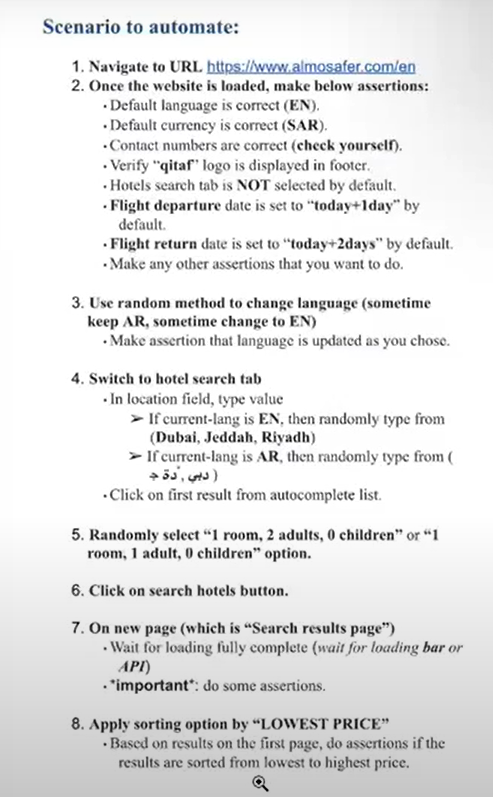 Scenario to automate:
1. Navigate to URL https://www.almosafer.com/en
2. Once the website is loaded, make below assertions:
• Default language is correct (EN).
• Default currency is correct (SAR).
• Contact numbers are correct (check yourself).
• Verify “qitaf” logo is displayed in footer.
• Hotels search tab is NOT selected by default.
• Flight departure date is set to “today+1day” by
default.
• Flight return date is set to “today+2days” by default.
• Make any other assertions that you want to do.
3. Use random method to change language (sometime
keep AR, sometime change to EN)
• Make assertion that language is updated as you chose.
4. Switch to hotel search tab
• In location field, type value
➢ If current-lang is EN, then randomly type from
(Dubai, Jeddah, Riyadh)
➢ If current-lang is AR, then randomly type from (
دبي, دة ج )
• Click on first result from autocomplete list.
5. Randomly select “1 room, 2 adults, 0 children” or “1
room, 1 adult, 0 children” option.
6. Click on search hotels button.
7. On new page (which is “Search results page”)
• Wait for loading fully complete (wait for loading bar or
API)
• *important*: do some assertions.
8. Apply sorting option by “LOWEST PRICE”
• Based on results on the first page, do assertions if the
results are sorted from lowest to highest price.